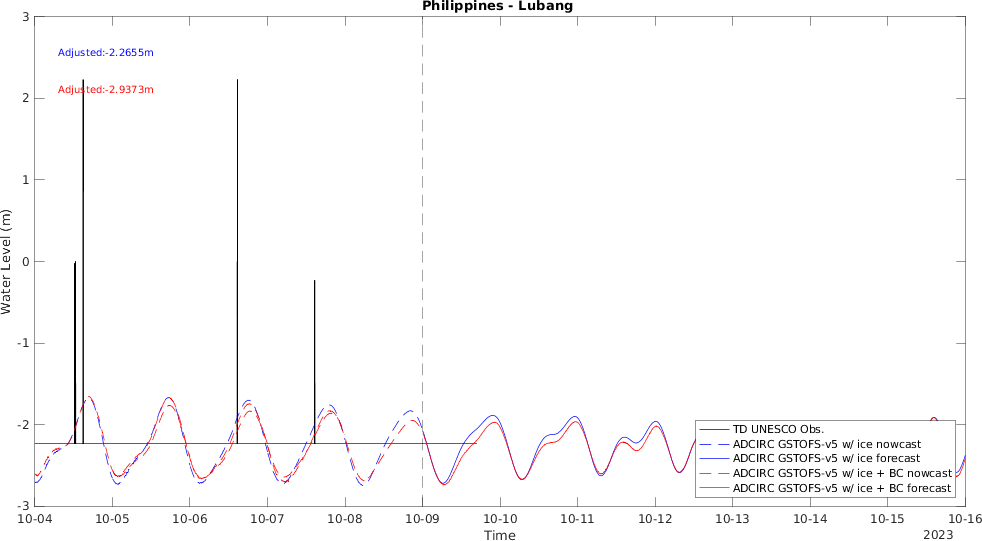 Philippines - Lubang
3
Adjusted:-2.2655m
Adjusted:-2.9373m
2
1
0
-1
-2
-3
Water Level (m)
TD UNESCO Obs.
ADCIRC GSTOFS-v5 w/ ice nowcast
ADCIRC GSTOFS-v5 w/ ice forecast
ADCIRC GSTOFS-v5 w/ ice + BC nowcast
ADCIRC GSTOFS-v5 w/ ice + BC forecast
10-04 10-05 10-06 10-07 10-08 10-09 10-10 10-11 10-12 10-13 10-14 10-15 10-16
Time
2023